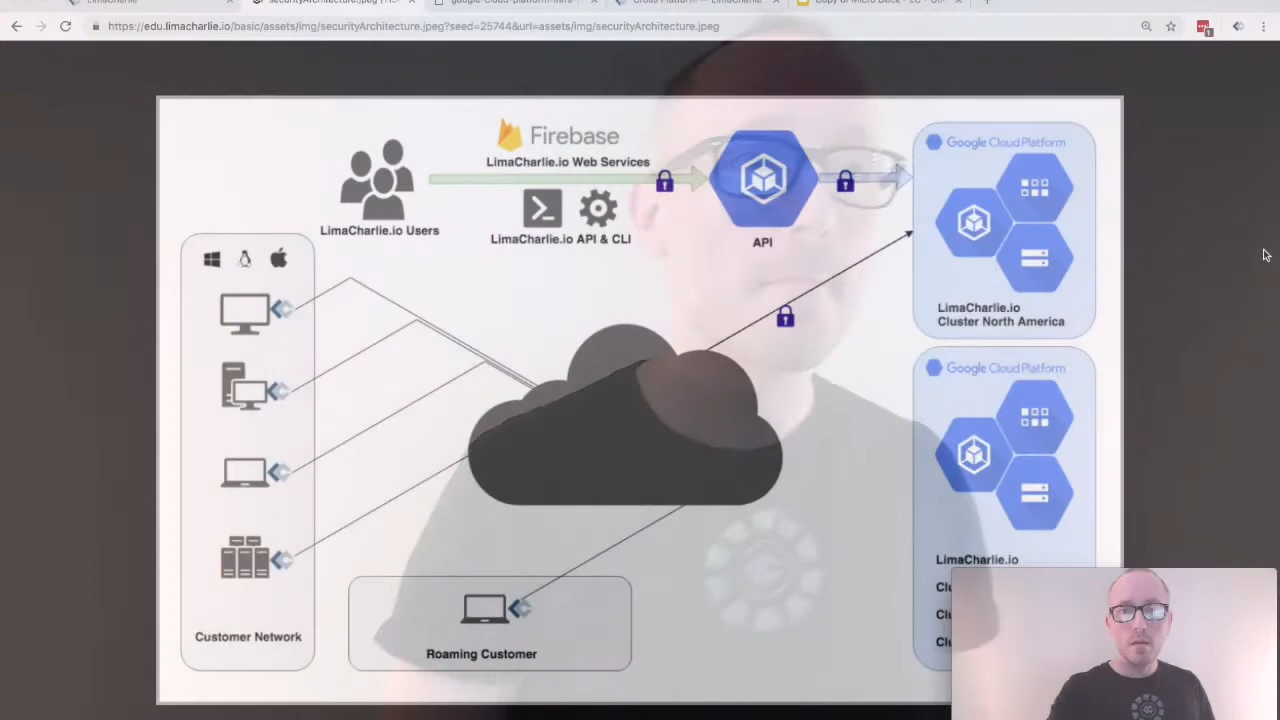 https://edu.limacharlie.io/basic/assets/img/securityArchitecture.jpeg?seed=25744&url=assets/img/securityArchitecture.jpeg
Firebase
LimaCharlie.io Web Services
Google Cloud Platform
LimaCharlie.io Users
LimaCharlie.io API & CLI
API
LimaCharlie.io
Cluster North America
Google Cloud Platform
LimaCharlie.io
Customer Network
Roaming Customer